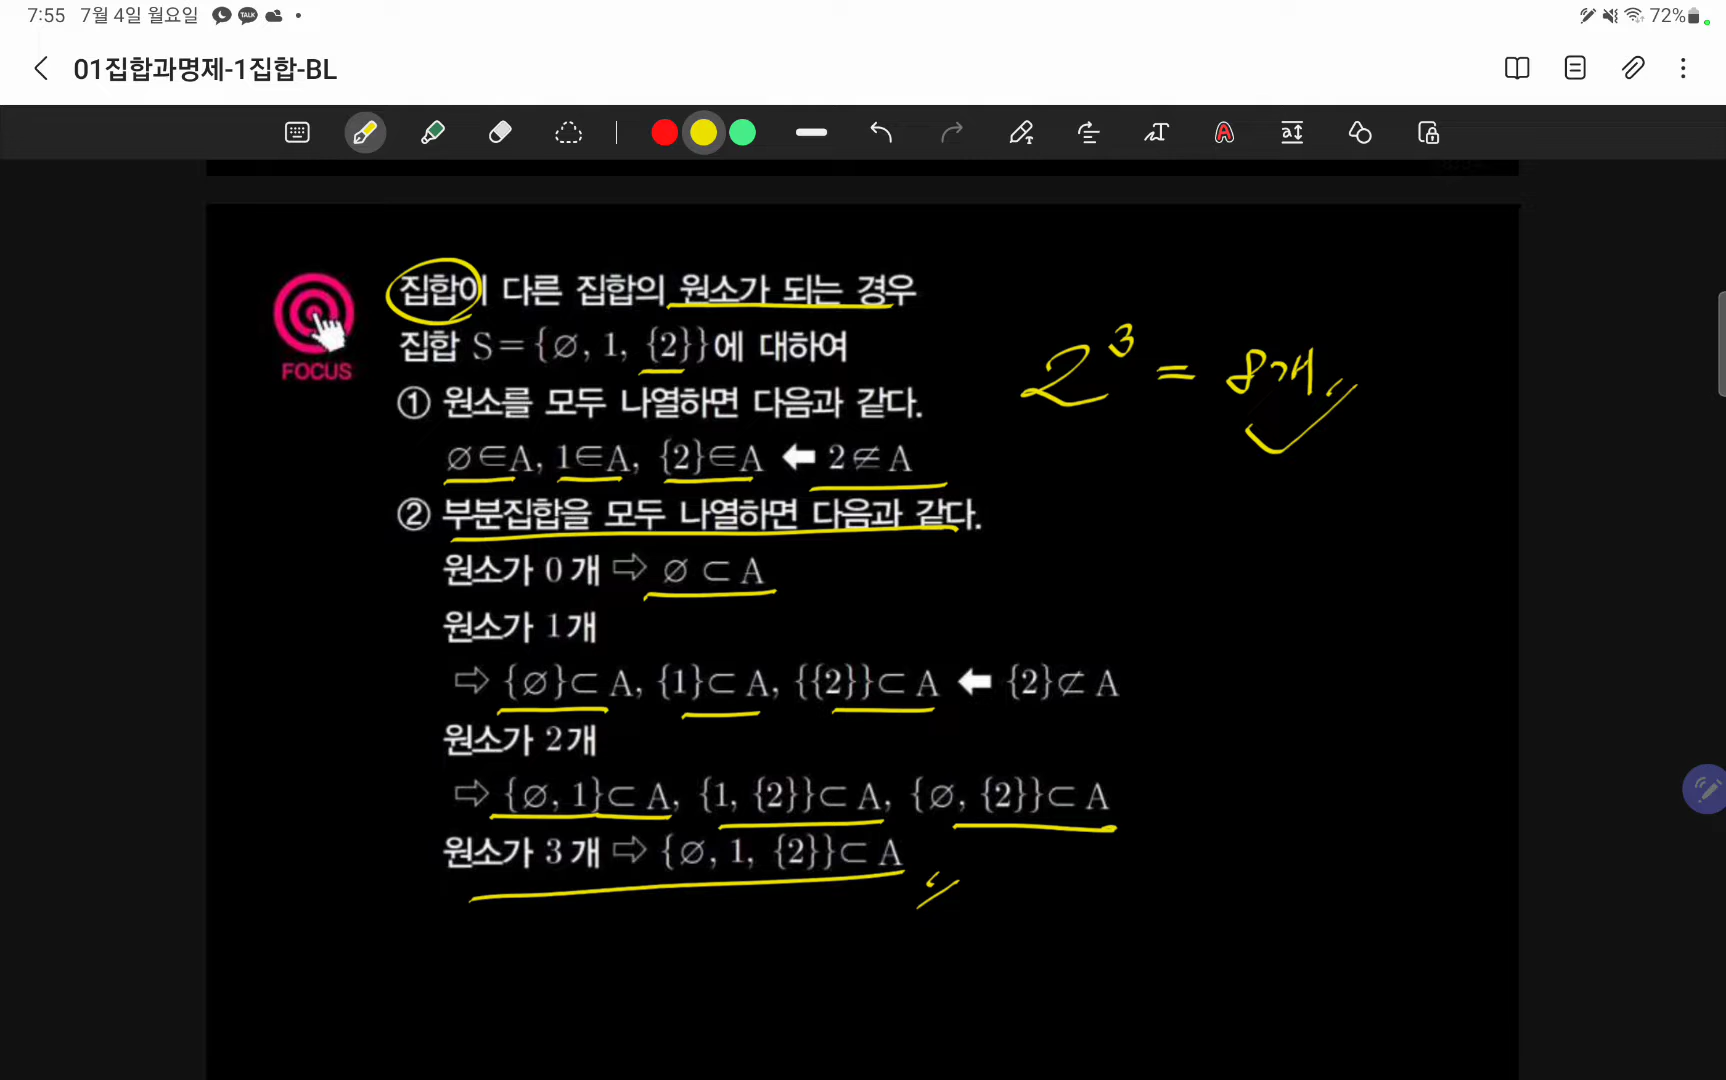 7:55 7월 4일 월요일 TALK 72%
01집합과명제-1집합-BL
집합이 다른 집합의 원소가 되는 경우
집합 S={∅, 1, {2}}에 대하여
2³ = 8개
FOCUS
① 원소를 모두 나열하면 다음과 같다.
∅∈A, 1∈A, {2}∈A ⬅ 2∉A
② 부분집합을 모두 나열하면 다음과 같다.
원소가 0개 ⇨ ∅⊂A
원소가 1개
⇨ {∅}⊂A, {1}⊂A, {{2}}⊂A ⬅ {2}⊄A
원소가 2개
⇨ {∅, 1}⊂A, {1, {2}}⊂A, {∅, {2}}⊂A
원소가 3개 ⇨ {∅, 1, {2}}⊂A